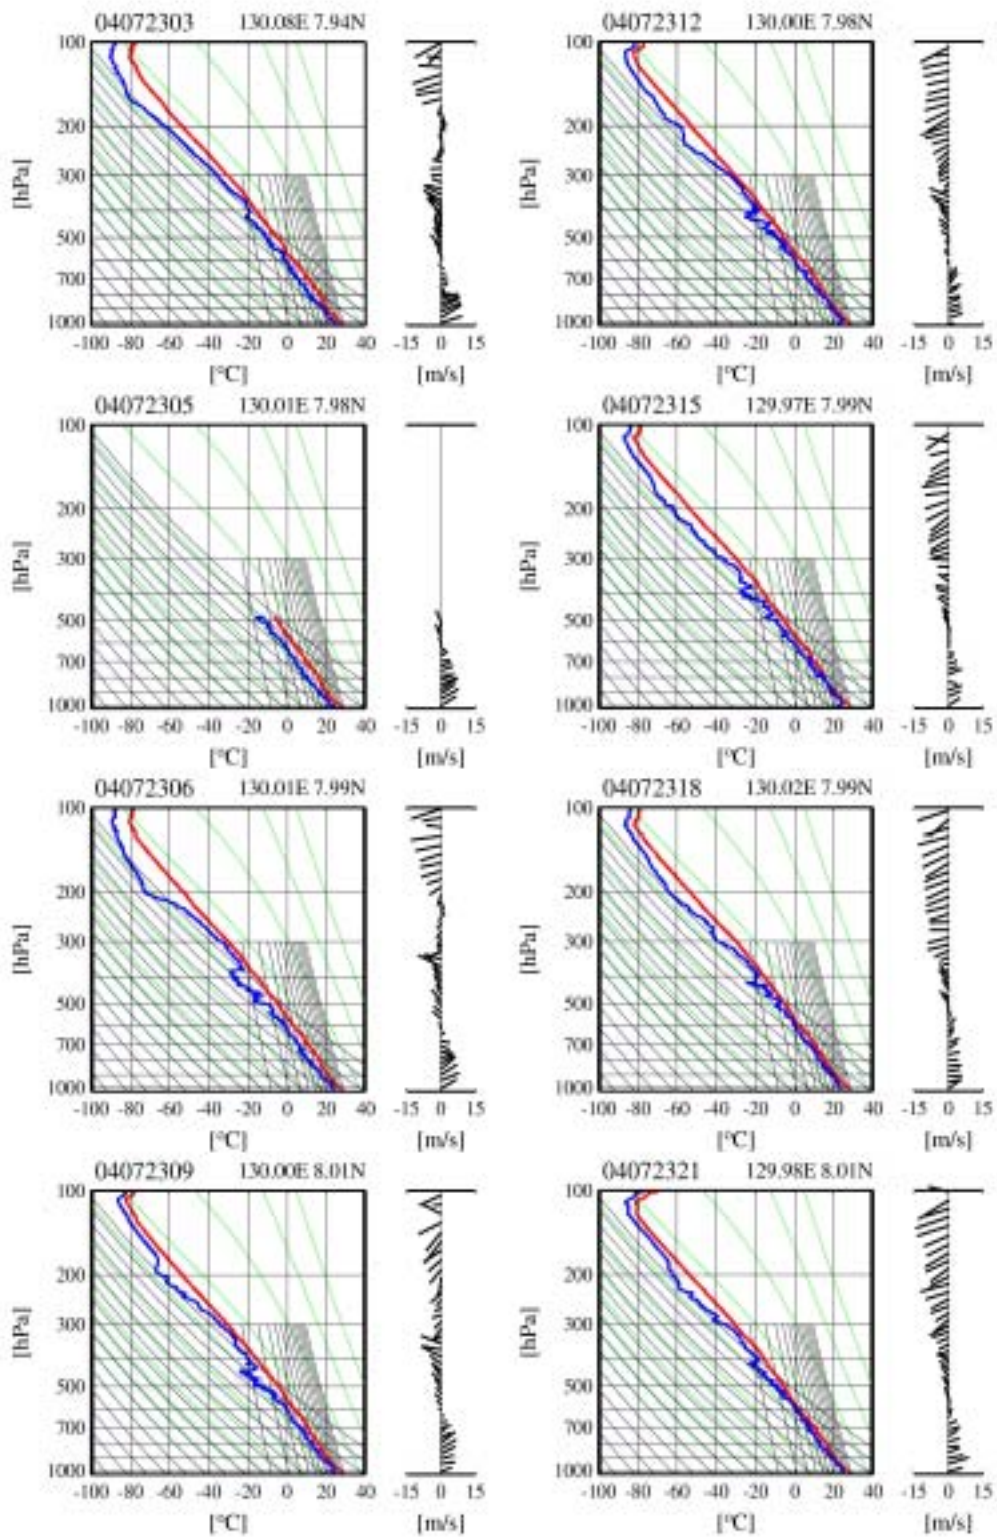 04072303 130.08E 7.94N
100
200
300
500
700
1000
[hPa]
-100 -80 -60 -40 -20 0 20 40
[°C]
-15 0 15
[m/s]
04072305 130.01E 7.98N
100
200
300
500
700
1000
[hPa]
-100 -80 -60 -40 -20 0 20 40
[°C]
-15 0 15
[m/s]
04072306 130.01E 7.99N
100
200
300
500
700
1000
[hPa]
-100 -80 -60 -40 -20 0 20 40
[°C]
-15 0 15
[m/s]
04072309 130.00E 8.01N
100
200
300
500
700
1000
[hPa]
-100 -80 -60 -40 -20 0 20 40
[°C]
-15 0 15
[m/s]
04072312 130.00E 7.98N
100
200
300
500
700
1000
[hPa]
-100 -80 -60 -40 -20 0 20 40
[°C]
-15 0 15
[m/s]
04072315 129.97E 7.99N
100
200
300
500
700
1000
[hPa]
-100 -80 -60 -40 -20 0 20 40
[°C]
-15 0 15
[m/s]
04072318 130.02E 7.99N
100
200
300
500
700
1000
[hPa]
-100 -80 -60 -40 -20 0 20 40
[°C]
-15 0 15
[m/s]
04072321 129.98E 8.01N
100
200
300
500
700
1000
[hPa]
-100 -80 -60 -40 -20 0 20 40
[°C]
-15 0 15
[m/s]